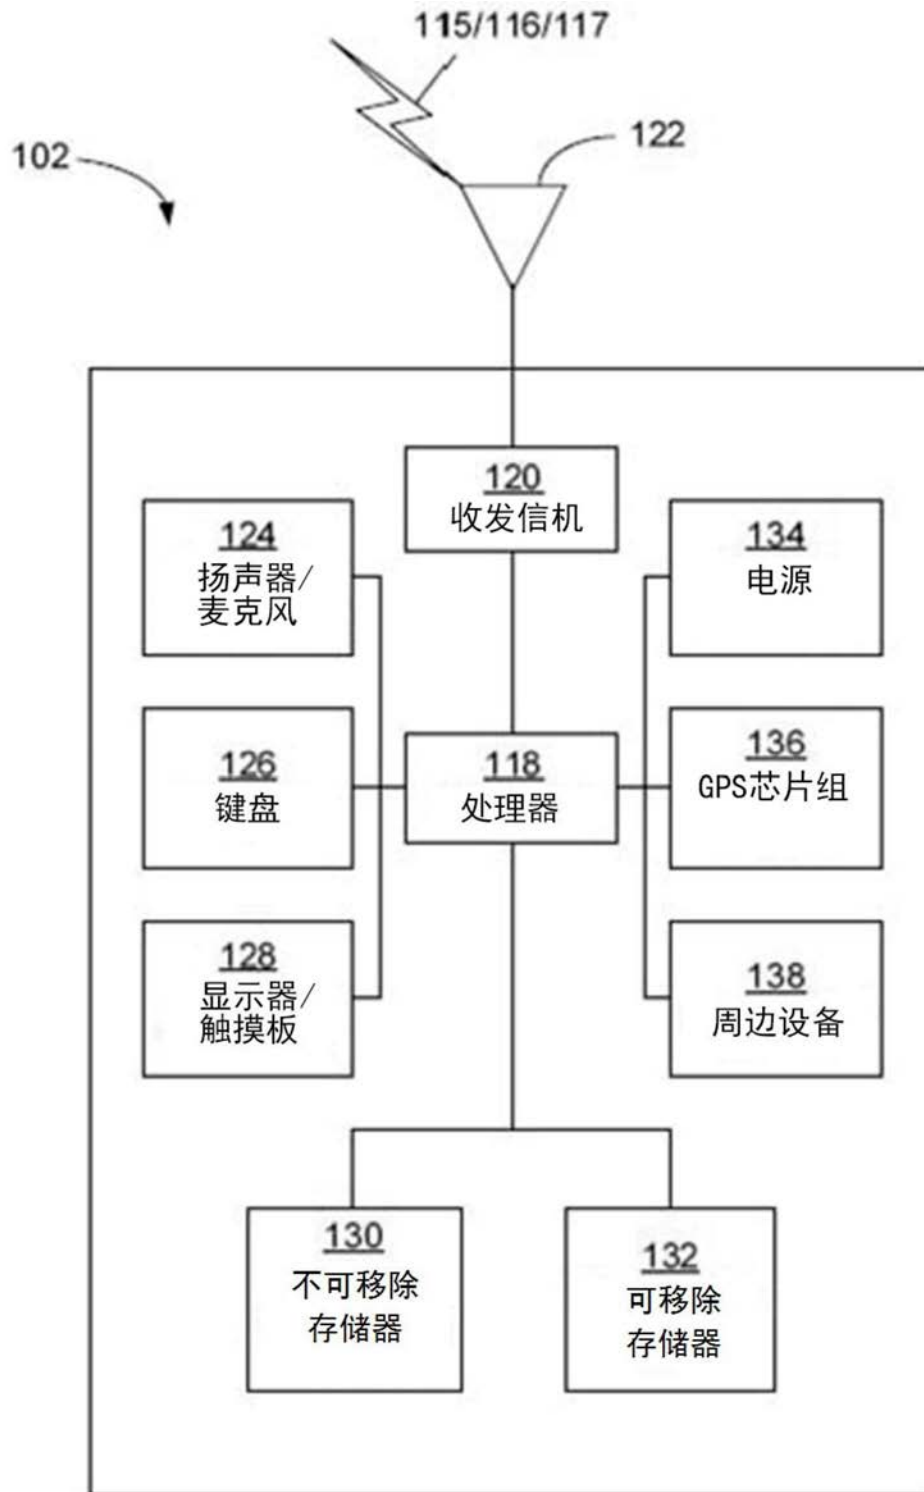 115/116/117
122
102
120
收发信机
124
扬声器/
麦克风
134
电源
126
键盘
118
处理器
136
GPS芯片组
128
显示器/
触摸板
138
周边设备
130
不可移除
存储器
132
可移除
存储器